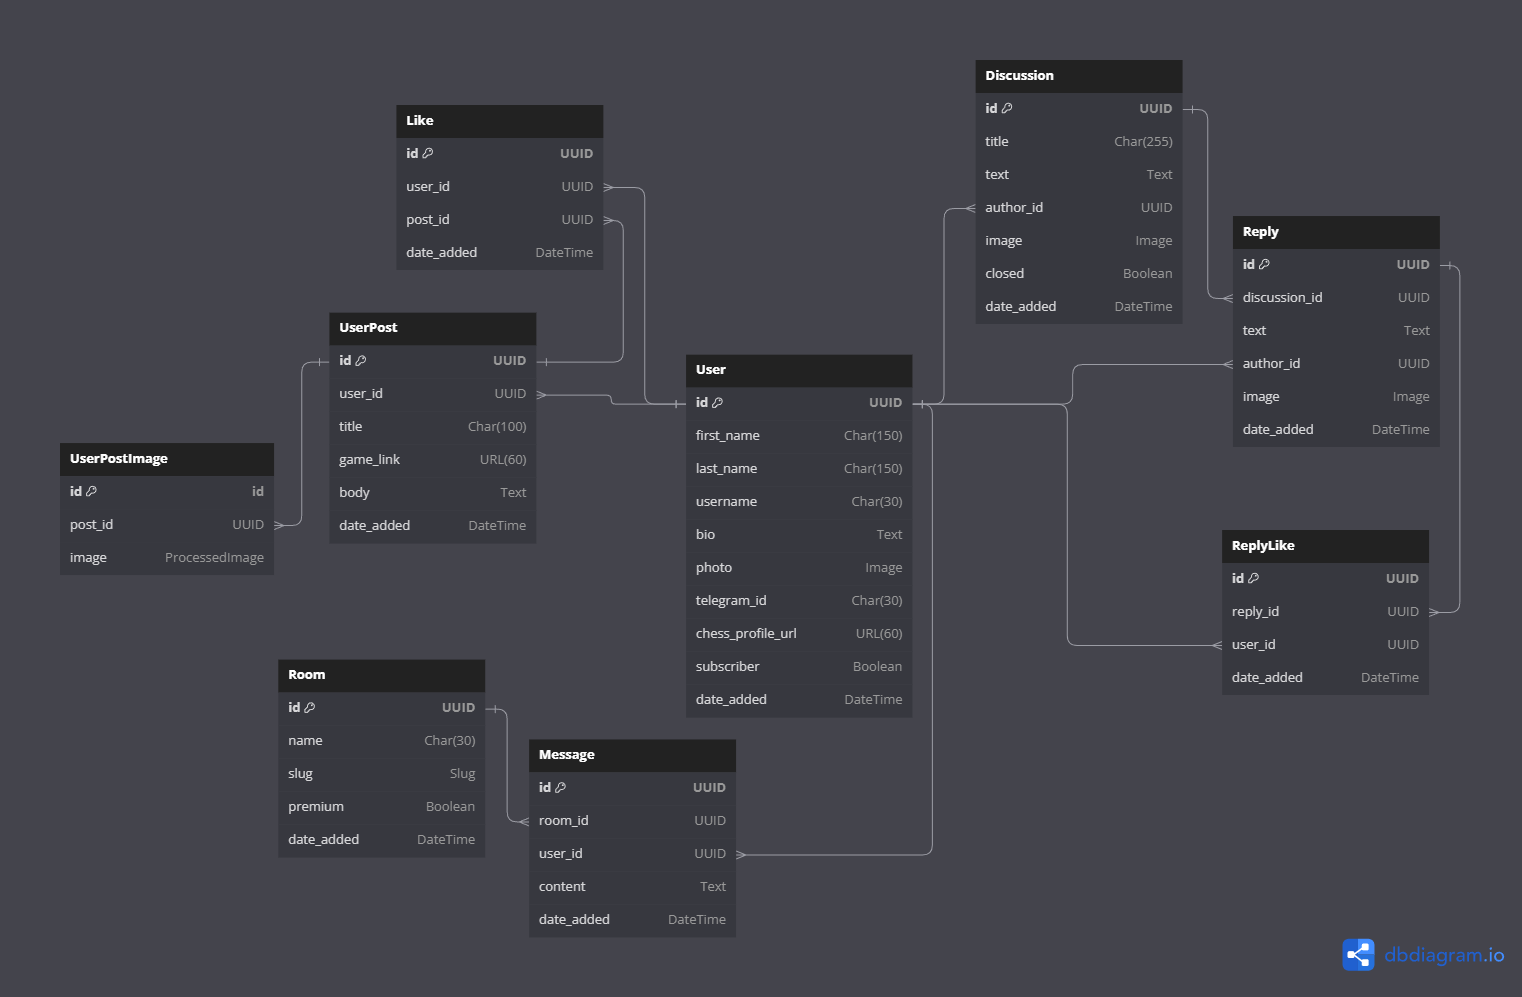 Discussion
id UUID
title Char(255)
text Text
author_id UUID
image Image
closed Boolean
date_added DateTime
Like
id UUID
user_id UUID
post_id UUID
date_added DateTime
Reply
id UUID
discussion_id UUID
text Text
author_id UUID
image Image
date_added DateTime
UserPost
id UUID
user_id UUID
title Char(100)
game_link URL(60)
body Text
date_added DateTime
User
id UUID
first_name Char(150)
last_name Char(150)
username Char(30)
bio Text
photo Image
telegram_id Char(30)
chess_profile_url URL(60)
subscriber Boolean
date_added DateTime
UserPostImage
id id
post_id UUID
image ProcessedImage
ReplyLike
id UUID
reply_id UUID
user_id UUID
date_added DateTime
Room
id UUID
name Char(30)
slug Slug
premium Boolean
date_added DateTime
Message
id UUID
room_id UUID
user_id UUID
content Text
date_added DateTime
dbdiagram.io